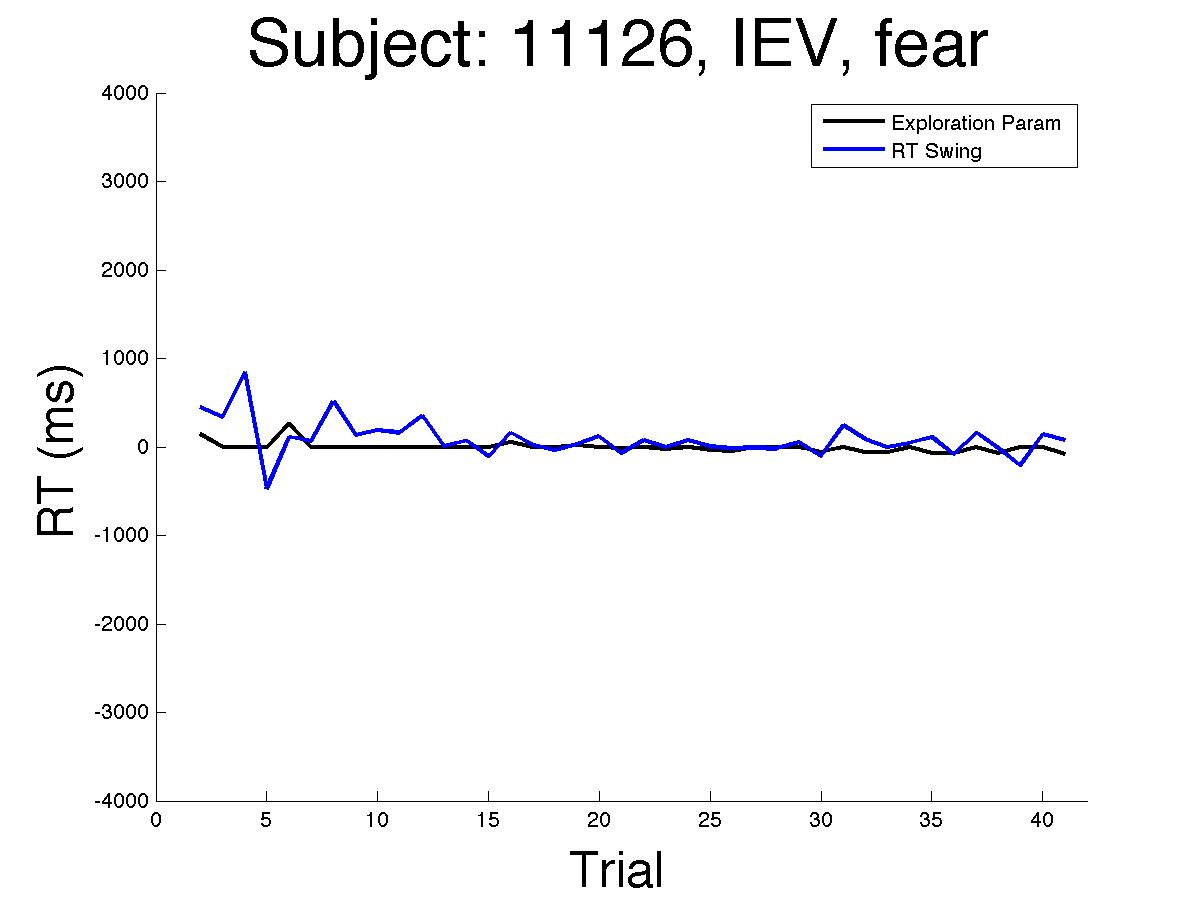 Subject: 11126, IEV, fear
4000
3000
2000
1000
0
-1000
-2000
-3000
-4000
RT (ms)
Exploration Param
RT Swing
0 5 10 15 20 25 30 35 40
Trial